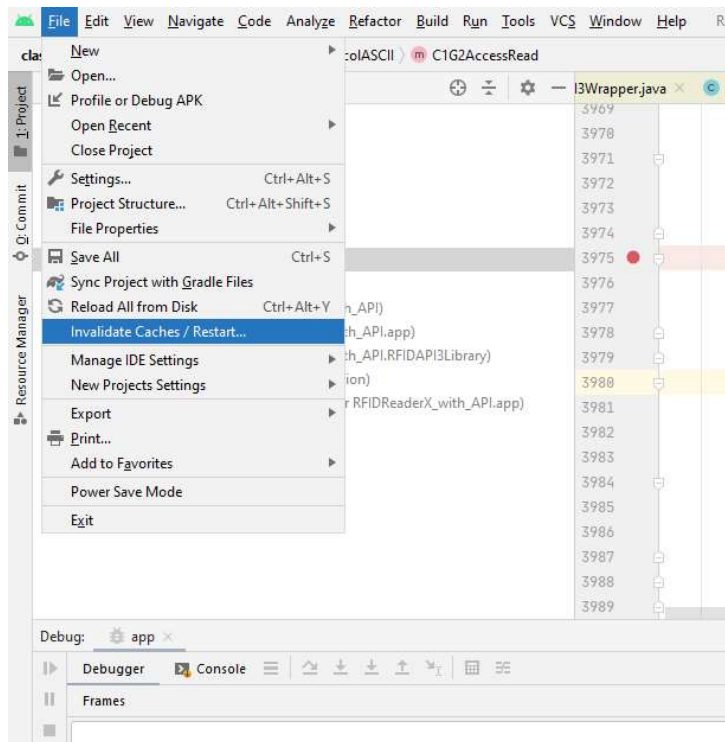 File Edit View Navigate Code Analyze Refactor Build Run Tools VCS Window Help R
clas
colASCII m C1G2AccessRead
New
Open...
Profile or Debug APK
Open Recent
Close Project
Settings... Ctrl+Alt+S
Project Structure... Ctrl+Alt+Shift+S
File Properties
Save All Ctrl+S
Sync Project with Gradle Files
Reload All from Disk Ctrl+Alt+Y
Invalidate Caches / Restart...
Manage IDE Settings
New Projects Settings
Export
Print...
Add to Favorites
Power Save Mode
Exit
1: Project
0: Commit
Resource Manager
h_API)
th_API.app)
th_API.RFIDAPI3Library)
ion)
r RFIDReaderX_with_API.app)
I3Wrapper.java
C
3969
3970
3971
3972
3973
3974
3975
3976
3977
3978
3979
3980
3981
3982
3983
3984
3985
3986
3987
3988
3989
Debug: app
Debugger Console
Frames